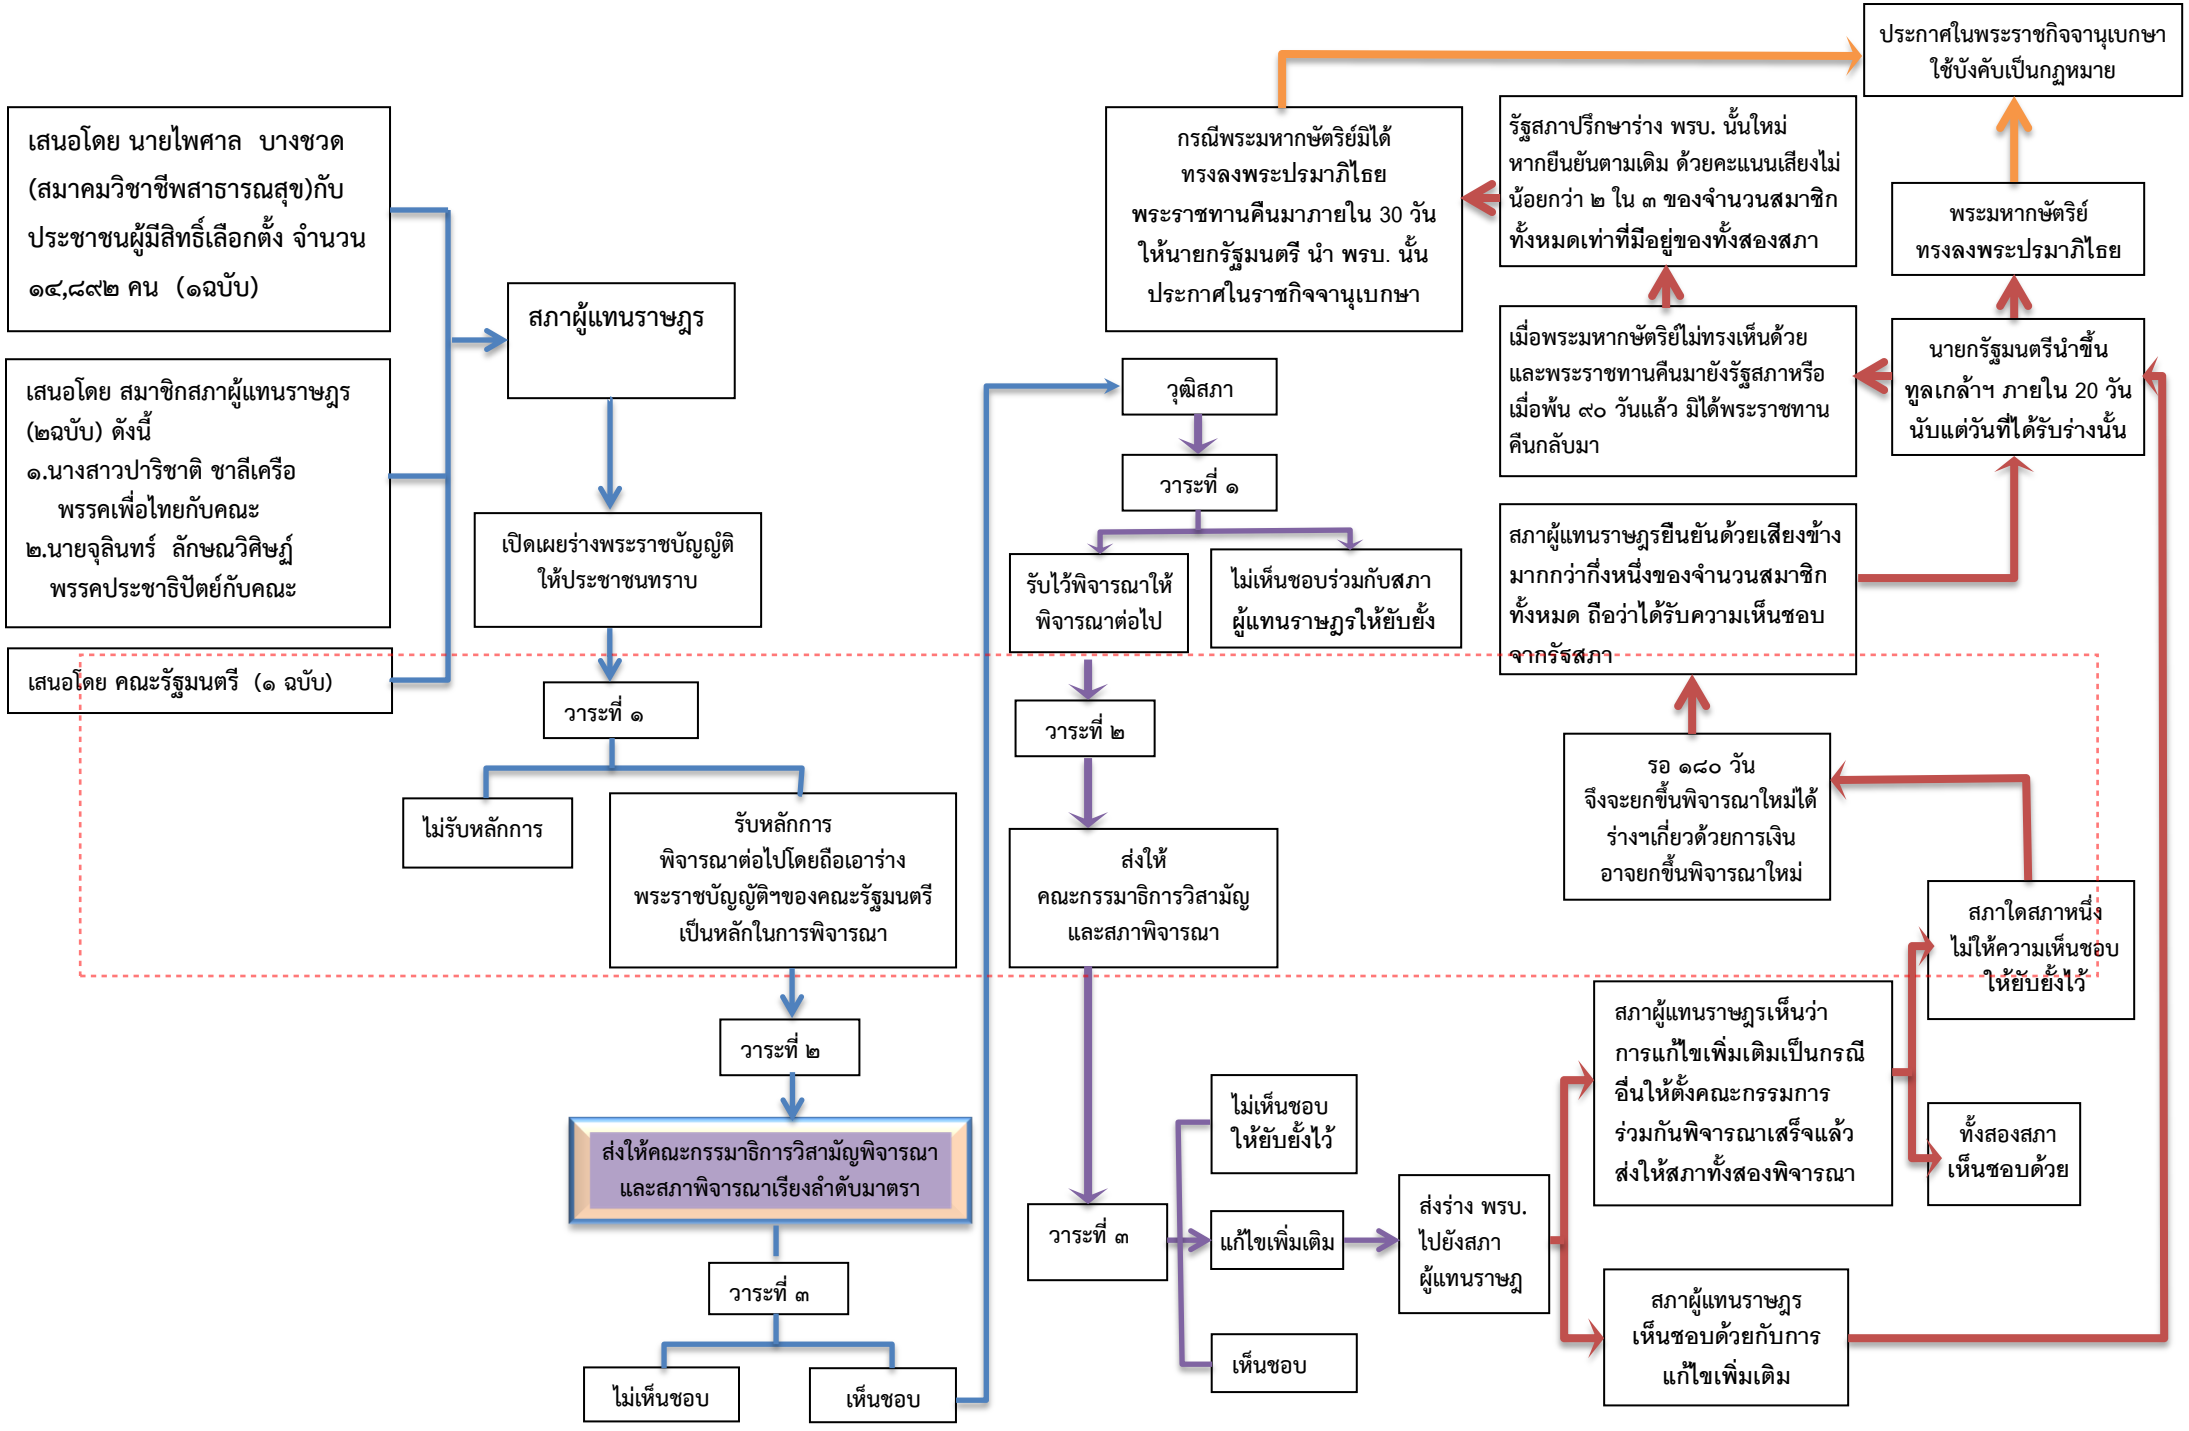 เสนอโดย นายไพศาล บางชวด
(สมาคมวิชาชีพสาธารณสุข)กับ
ประชาชนผู้มีสิทธิ์เลือกตั้ง จำนวน
๑๔,๘๙๒ คน (๑ฉบับ)
เสนอโดย สมาชิกสภาผู้แทนราษฎร
(๒ฉบับ) ดังนี้
๑.นางสาวปาริชาติ ชาลีเครือ
พรรคเพื่อไทยกับคณะ
๒.นายจุลินทร์ ลักษณวิศิษฏ์
พรรคประชาธิปัตย์กับคณะ
เสนอโดย คณะรัฐมนตรี (๑ ฉบับ)
สภาผู้แทนราษฎร
เปิดเผยร่างพระราชบัญญัติ
ให้ประชาชนทราบ
วาระที่ ๑
ไม่รับหลักการ
รับหลักการ
พิจารณาต่อไปโดยถือเอาร่าง
พระราชบัญญัติฯของคณะรัฐมนตรี
เป็นหลักในการพิจารณา
วาระที่ ๒
ส่งให้คณะกรรมาธิการวิสามัญพิจารณา
และสภาพิจารณาเรียงลำดับมาตรา
วาระที่ ๓
ไม่เห็นชอบ
เห็นชอบ
วุฒิสภา
วาระที่ ๑
รับไว้พิจารณาให้
พิจารณาต่อไป
ไม่เห็นชอบร่วมกับสภา
ผู้แทนราษฎรให้ยับยั้ง
วาระที่ ๒
ส่งให้
คณะกรรมาธิการวิสามัญ
และสภาพิจารณา
วาระที่ ๓
ไม่เห็นชอบ
ให้ยับยั้งไว้
แก้ไขเพิ่มเติม
เห็นชอบ
ส่งร่าง พรบ.
ไปยังสภา
ผู้แทนราษฎ
สภาผู้แทนราษฎรเห็นว่า
การแก้ไขเพิ่มเติมเป็นกรณี
อื่นให้ตั้งคณะกรรมการ
ร่วมกันพิจารณาเสร็จแล้ว
ส่งให้สภาทั้งสองพิจารณา
สภาผู้แทนราษฎร
เห็นชอบด้วยกับการ
แก้ไขเพิ่มเติม
สภาใดสภาหนึ่ง
ไม่ให้ความเห็นชอบ
ให้ยับยั้งไว้
ทั้งสองสภา
เห็นชอบด้วย
รอ ๑๘๐ วัน
จึงจะยกขึ้นพิจารณาใหม่ได้
ร่างฯเกี่ยวด้วยการเงิน
อาจยกขึ้นพิจารณาใหม่
สภาผู้แทนราษฎรยืนยันด้วยเสียงข้าง
มากกว่ากึ่งหนึ่งของจำนวนสมาชิก
ทั้งหมด ถือว่าได้รับความเห็นชอบ
จากรัฐสภา
นายกรัฐมนตรีนำขึ้น
ทูลเกล้าฯ ภายใน 20 วัน
นับแต่วันที่ได้รับร่างนั้น
เมื่อพระมหากษัตริย์ไม่ทรงเห็นด้วย
และพระราชทานคืนมายังรัฐสภาหรือ
เมื่อพ้น ๙๐ วันแล้ว มิได้พระราชทาน
คืนกลับมา
รัฐสภาปรึกษาร่าง พรบ. นั้นใหม่
หากยืนยันตามเดิม ด้วยคะแนนเสียงไม่
น้อยกว่า ๒ ใน ๓ ของจำนวนสมาชิก
ทั้งหมดเท่าที่มีอยู่ของทั้งสองสภา
กรณีพระมหากษัตริย์มิได้
ทรงลงพระปรมาภิไธย
พระราชทานคืนมาภายใน 30 วัน
ให้นายกรัฐมนตรี นำ พรบ. นั้น
ประกาศในราชกิจจานุเบกษา
พระมหากษัตริย์
ทรงลงพระปรมาภิไธย
ประกาศในพระราชกิจจานุเบกษา
ใช้บังคับเป็นกฎหมาย